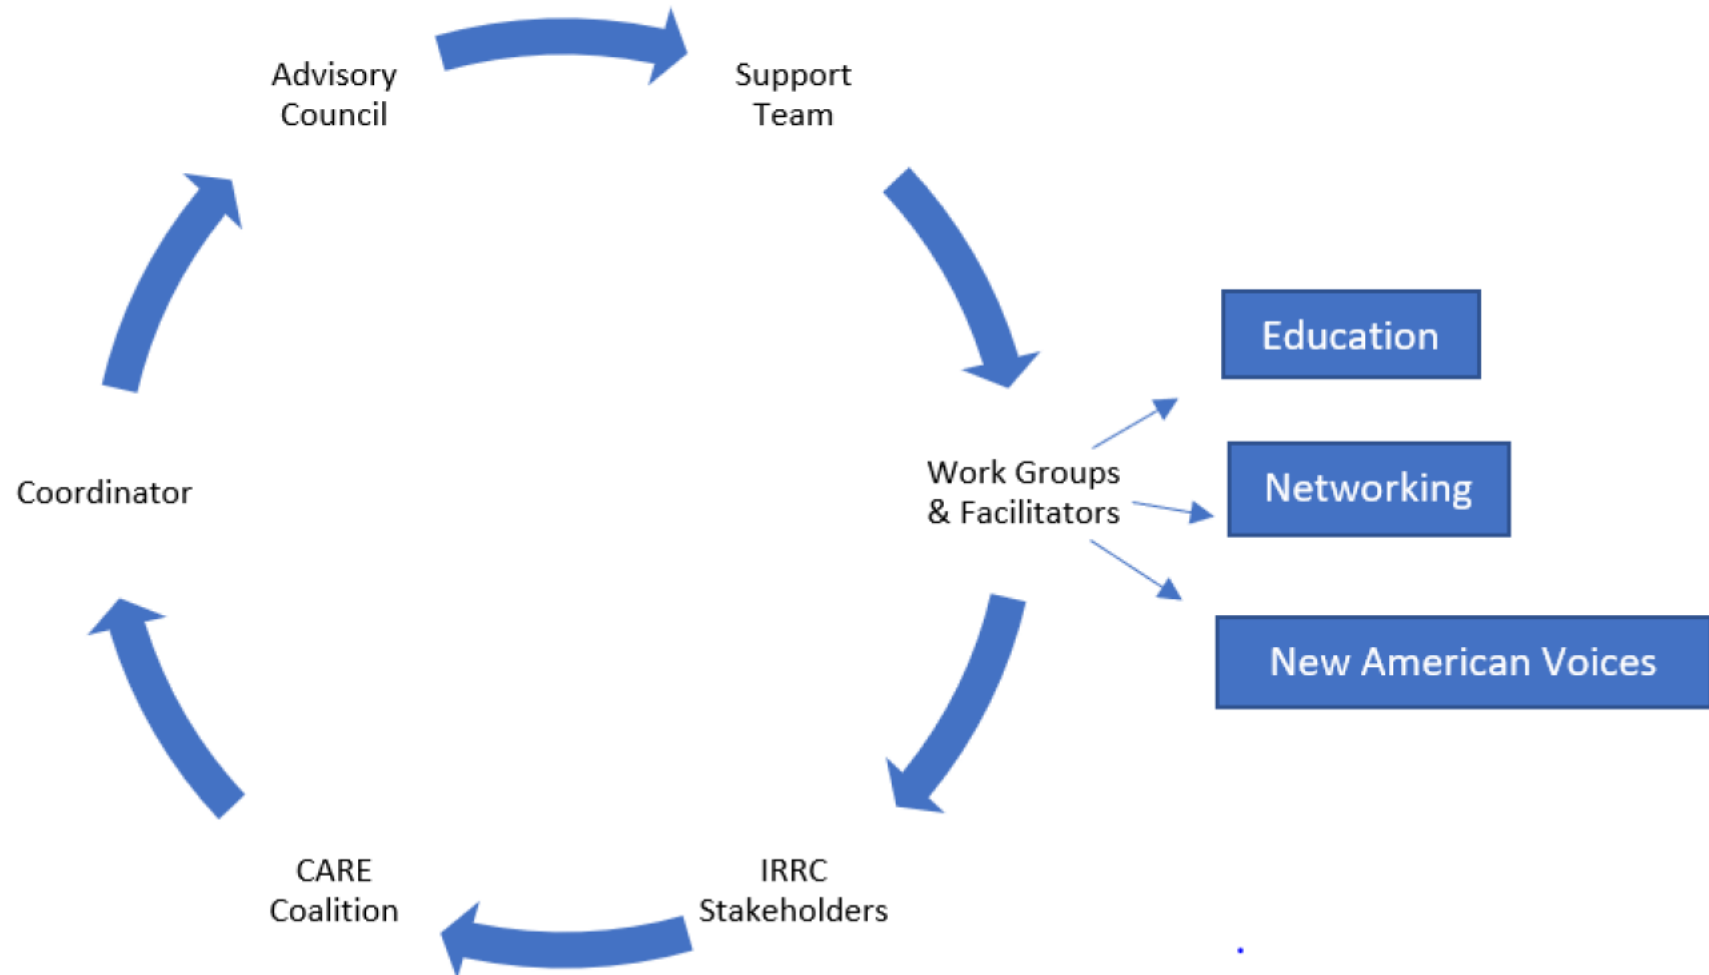 Advisory
Council
Support
Team
Education
Work Groups
& Facilitators
Networking
Coordinator
New American Voices
CARE
Coalition
IRRC
Stakeholders